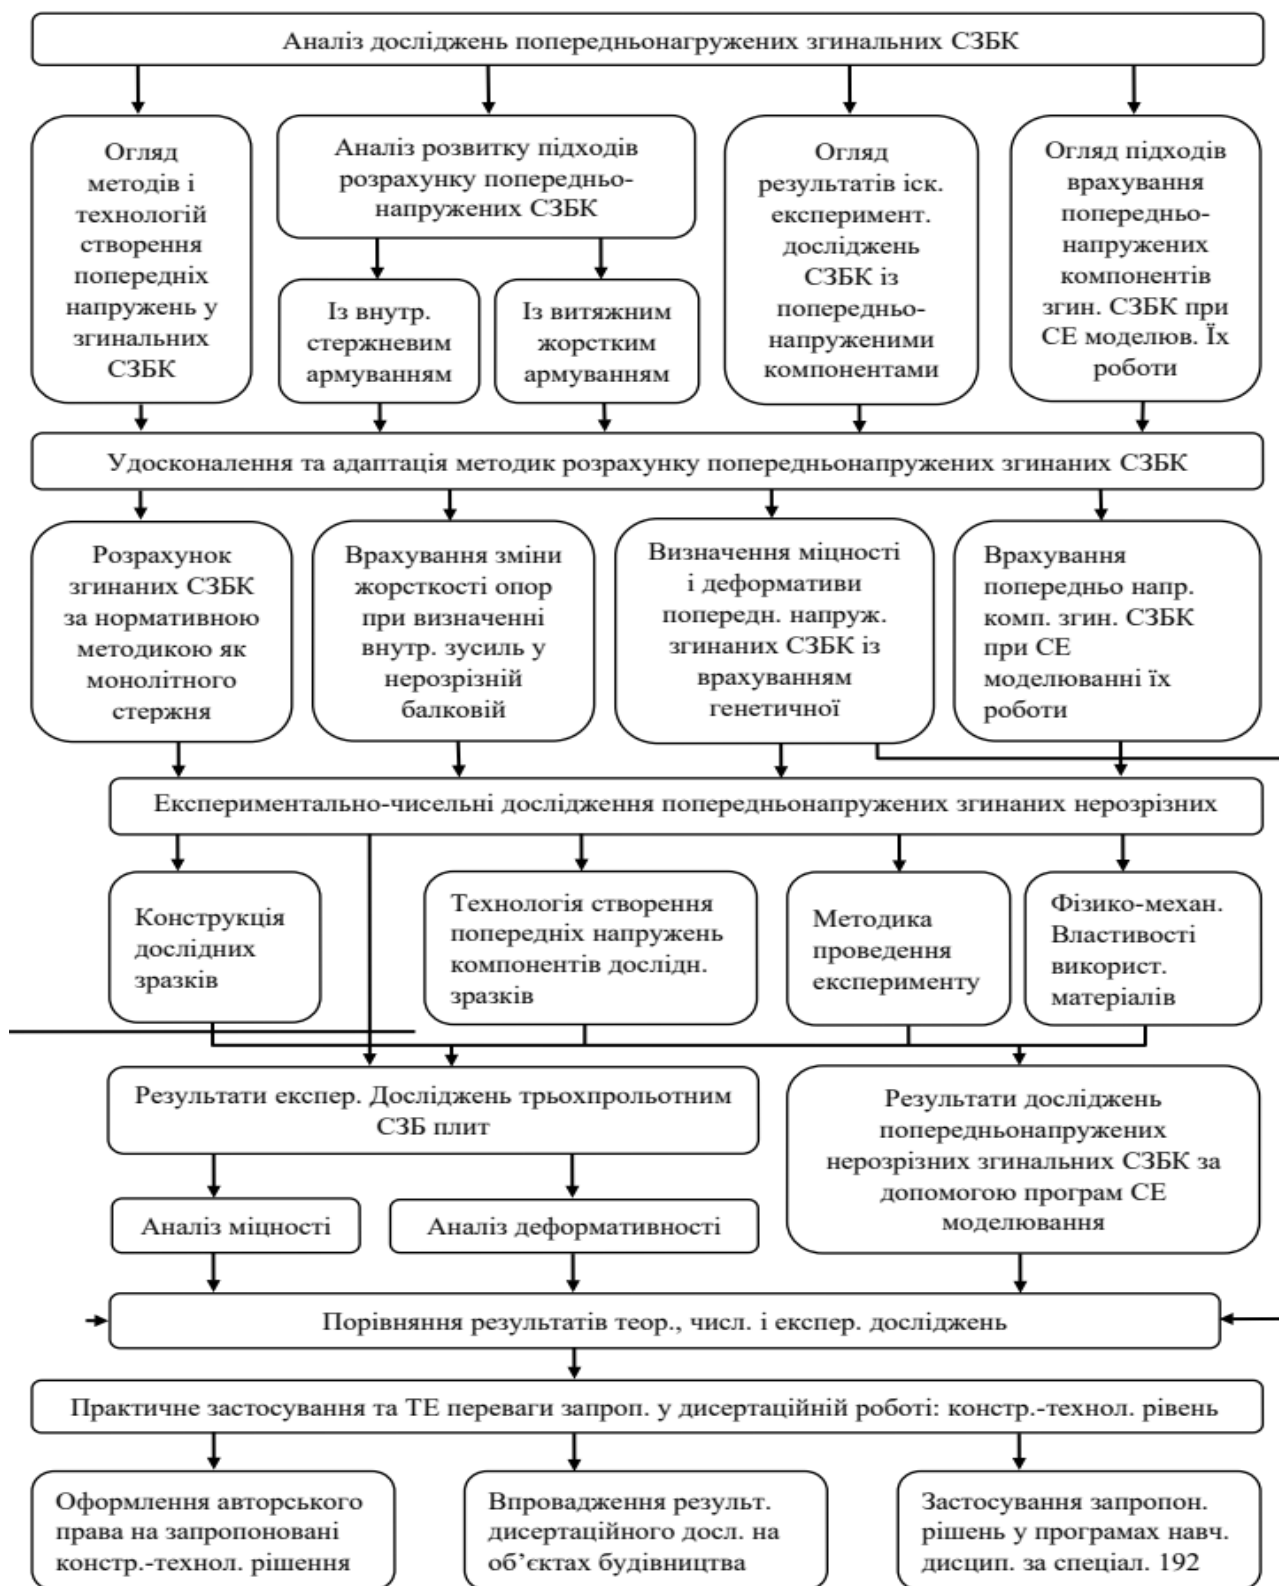 Аналіз досліджень попередньонагружених згинальних СЗБК
Огляд
методів і
технологій
створення
попередніх
напружень у
згинальних
СЗБК
Аналіз розвитку підходів
розрахунку попередньо-
напружених СЗБК
Із внутр.
стержневим
армуванням
Із витяжним
жорстким
армуванням
Огляд
результатів іск.
експеримент.
досліджень
СЗБК із
попередньо-
напруженими
компонентами
Огляд підходів
врахування
попередньо-
напружених
компонентів
згин. СЗБК при
СЕ моделюв. Їх
роботи
Удосконалення та адаптація методик розрахунку попередньонапружених згинаних СЗБК
Розрахунок
згинаних СЗБК
за нормативною
методикою як
монолітного
стержня
Врахування зміни
жорсткості опор
при визначенні
внутр. зусиль у
нерозрізній
балковій
Визначення міцності
і деформативи
попередн. напруж.
згинаних СЗБК із
врахуванням
генетичної
Врахування
попередньо напр.
комп. згин. СЗБК
при СЕ
моделюванні їх
роботи
Експериментально-чисельні дослідження попередньонапружених згинаних нерозрізних
Конструкція
дослідних
зразків
Технологія створення
попередніх напружень
компонентів дослідн.
зразків
Методика
проведення
експерименту
Фізико-механ.
Властивості
використ.
матеріалів
Результати експер. Досліджень трьохпрольотним
СЗБ плит
Результати досліджень
попередньонапружених
нерозрізних згинальних СЗБК за
допомогою програм СЕ
моделювання
Аналіз міцності
Аналіз деформативності
Порівняння результатів теор., числ. і експер. досліджень
Практичне застосування та ТЕ переваги запроп. у дисертаційній роботі: констр.-технол. рівень
Оформлення авторського
права на запропоновані
констр.-технол. рішення
Впровадження результ.
дисертаційного досл. на
об’єктах будівництва
Застосування запропон.
рішень у програмах навч.
дисцип. за спеціал. 192